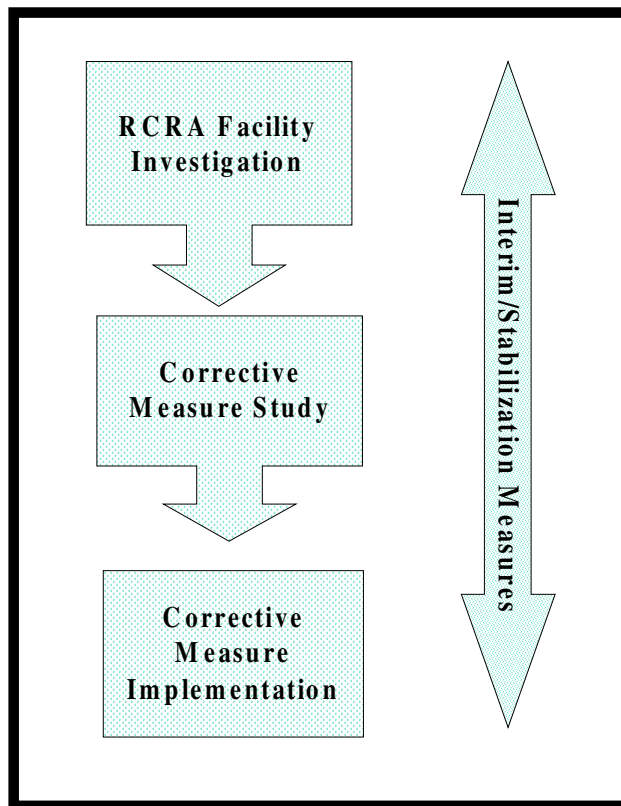 RCRA Facility
Investigation
Corrective
Measure Study
Corrective
Measure
Implementation
Interim/Stabilization Measures